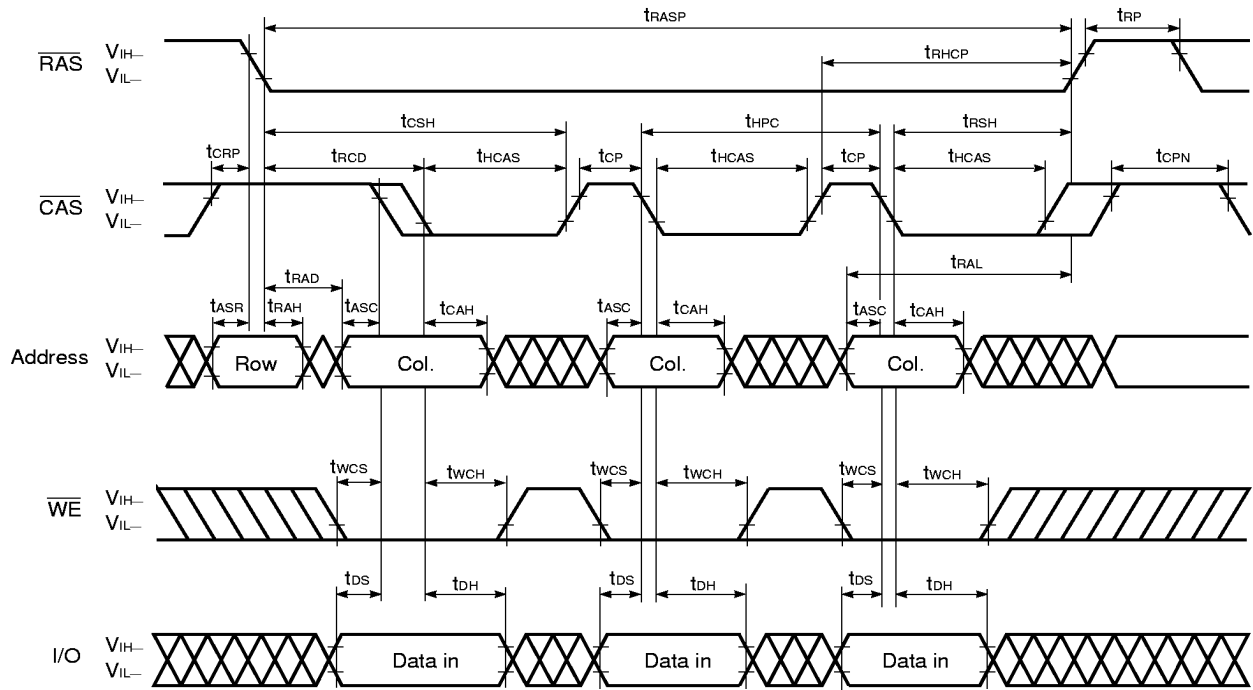 tRASP tRP
RAS VIH— VIL—
tRHCP
tCSH tHPC tRSH
tCRP tRCD tHCAS tCP tHCAS tCP tHCAS tCPN
CAS VIH— VIL—
tRAD tRAL
tASR tRAH tASC tCAH tASC tCAH tASC tCAH
Address VIH— VIL— Row Col. Col. Col.
tWCS tWCH tWCS tWCH tWCS tWCH
WE VIH— VIL—
tDS tDH tDS tDH tDS tDH
I/O VIH— VIL— Data in Data in Data in